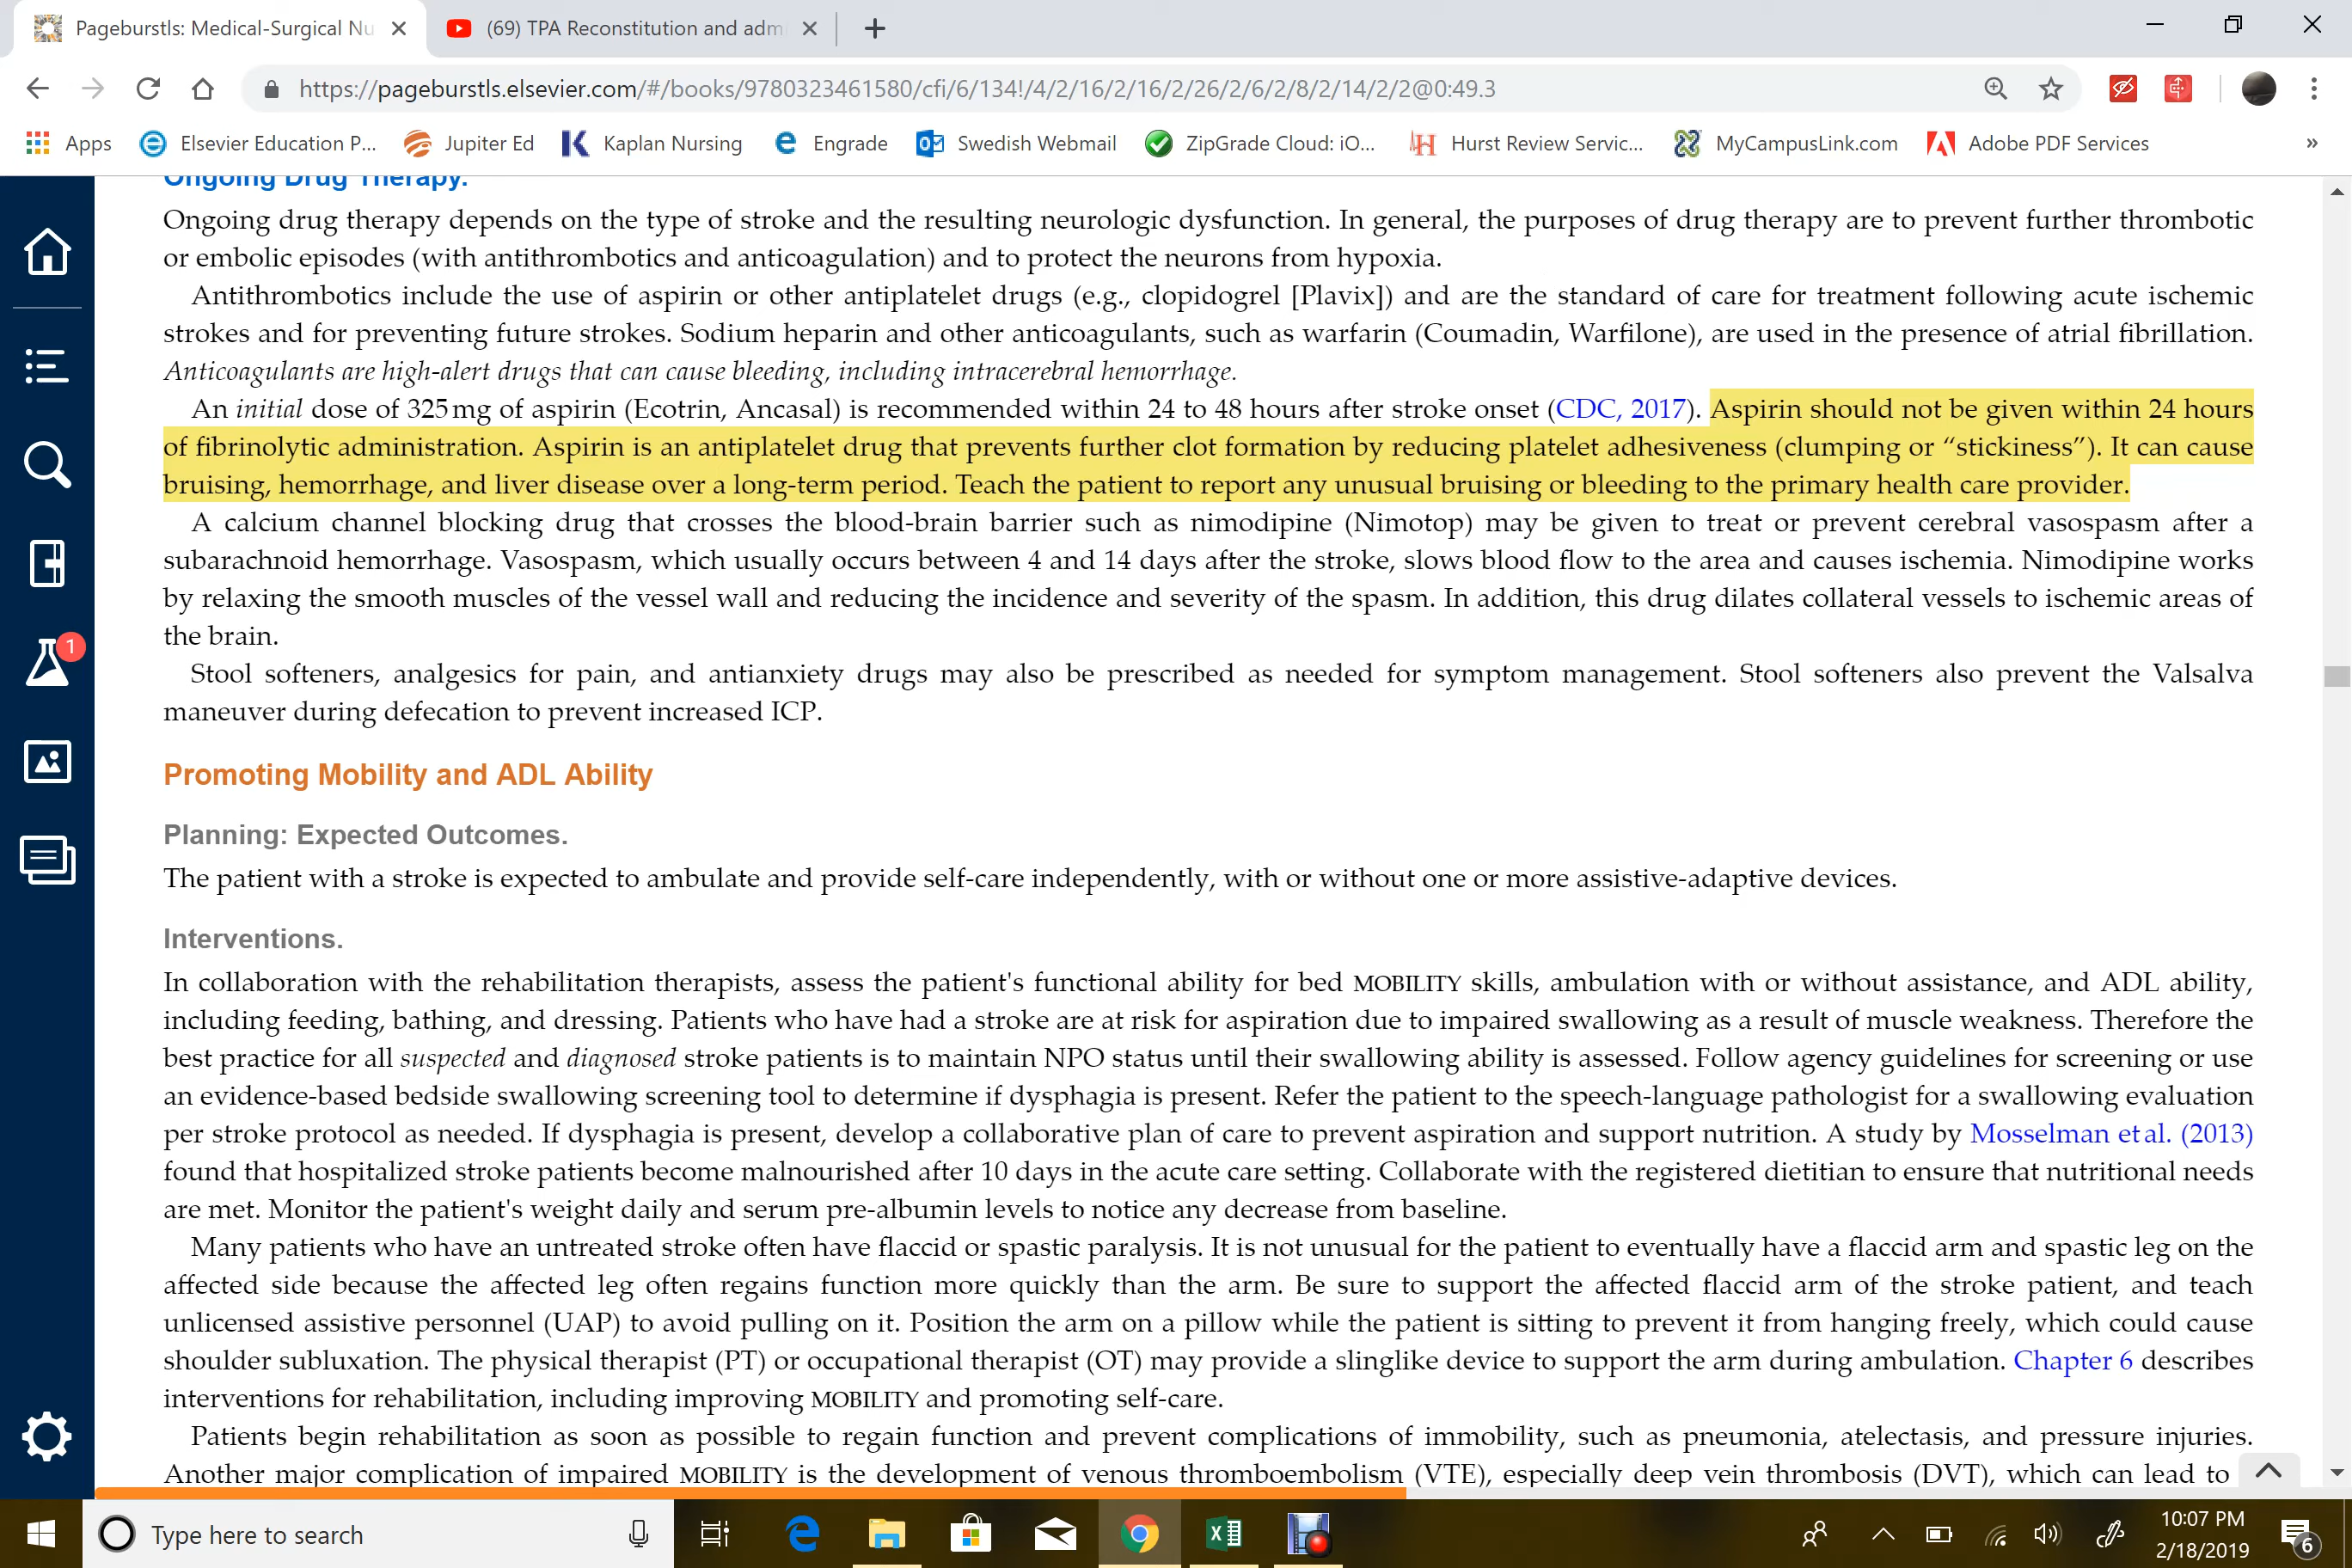 Pageburstls: Medical-Surgical Nu
(69) TPA Reconstitution and adm
https://pageburstls.elsevier.com/#/books/9780323461580/cfi/6/134!/4/2/16/2/16/2/26/2/6/2/8/2/14/2/2@0:49.3
Apps Elsevier Education P... Jupiter Ed Kaplan Nursing Engrade Swedish Webmail ZipGrade Cloud: iO... Hurst Review Servic... MyCampusLink.com Adobe PDF Services »
Ongoing Drug Therapy.
Ongoing drug therapy depends on the type of stroke and the resulting neurologic dysfunction. In general, the purposes of drug therapy are to prevent further thrombotic
or embolic episodes (with antithrombotics and anticoagulation) and to protect the neurons from hypoxia.
Antithrombotics include the use of aspirin or other antiplatelet drugs (e.g., clopidogrel [Plavix]) and are the standard of care for treatment following acute ischemic
strokes and for preventing future strokes. Sodium heparin and other anticoagulants, such as warfarin (Coumadin, Warfilone), are used in the presence of atrial fibrillation.
Anticoagulants are high-alert drugs that can cause bleeding, including intracerebral hemorrhage.
An initial dose of 325 mg of aspirin (Ecotrin, Ancasal) is recommended within 24 to 48 hours after stroke onset (CDC, 2017). Aspirin should not be given within 24 hours
of fibrinolytic administration. Aspirin is an antiplatelet drug that prevents further clot formation by reducing platelet adhesiveness (clumping or “stickiness”). It can cause
bruising, hemorrhage, and liver disease over a long-term period. Teach the patient to report any unusual bruising or bleeding to the primary health care provider.
A calcium channel blocking drug that crosses the blood-brain barrier such as nimodipine (Nimotop) may be given to treat or prevent cerebral vasospasm after a
subarachnoid hemorrhage. Vasospasm, which usually occurs between 4 and 14 days after the stroke, slows blood flow to the area and causes ischemia. Nimodipine works
by relaxing the smooth muscles of the vessel wall and reducing the incidence and severity of the spasm. In addition, this drug dilates collateral vessels to ischemic areas of
the brain.
Stool softeners, analgesics for pain, and antianxiety drugs may also be prescribed as needed for symptom management. Stool softeners also prevent the Valsalva
maneuver during defecation to prevent increased ICP.
Promoting Mobility and ADL Ability
Planning: Expected Outcomes.
The patient with a stroke is expected to ambulate and provide self-care independently, with or without one or more assistive-adaptive devices.
Interventions.
In collaboration with the rehabilitation therapists, assess the patient's functional ability for bed MOBILITY skills, ambulation with or without assistance, and ADL ability,
including feeding, bathing, and dressing. Patients who have had a stroke are at risk for aspiration due to impaired swallowing as a result of muscle weakness. Therefore the
best practice for all suspected and diagnosed stroke patients is to maintain NPO status until their swallowing ability is assessed. Follow agency guidelines for screening or use
an evidence-based bedside swallowing screening tool to determine if dysphagia is present. Refer the patient to the speech-language pathologist for a swallowing evaluation
per stroke protocol as needed. If dysphagia is present, develop a collaborative plan of care to prevent aspiration and support nutrition. A study by Mosselman et al. (2013)
found that hospitalized stroke patients become malnourished after 10 days in the acute care setting. Collaborate with the registered dietitian to ensure that nutritional needs
are met. Monitor the patient's weight daily and serum pre-albumin levels to notice any decrease from baseline.
Many patients who have an untreated stroke often have flaccid or spastic paralysis. It is not unusual for the patient to eventually have a flaccid arm and spastic leg on the
affected side because the affected leg often regains function more quickly than the arm. Be sure to support the affected flaccid arm of the stroke patient, and teach
unlicensed assistive personnel (UAP) to avoid pulling on it. Position the arm on a pillow while the patient is sitting to prevent it from hanging freely, which could cause
shoulder subluxation. The physical therapist (PT) or occupational therapist (OT) may provide a slinglike device to support the arm during ambulation. Chapter 6 describes
interventions for rehabilitation, including improving MOBILITY and promoting self-care.
Patients begin rehabilitation as soon as possible to regain function and prevent complications of immobility, such as pneumonia, atelectasis, and pressure injuries.
Another major complication of impaired MOBILITY is the development of venous thromboembolism (VTE), especially deep vein thrombosis (DVT), which can lead to
1
Type here to search
10:07 PM
2/18/2019
6